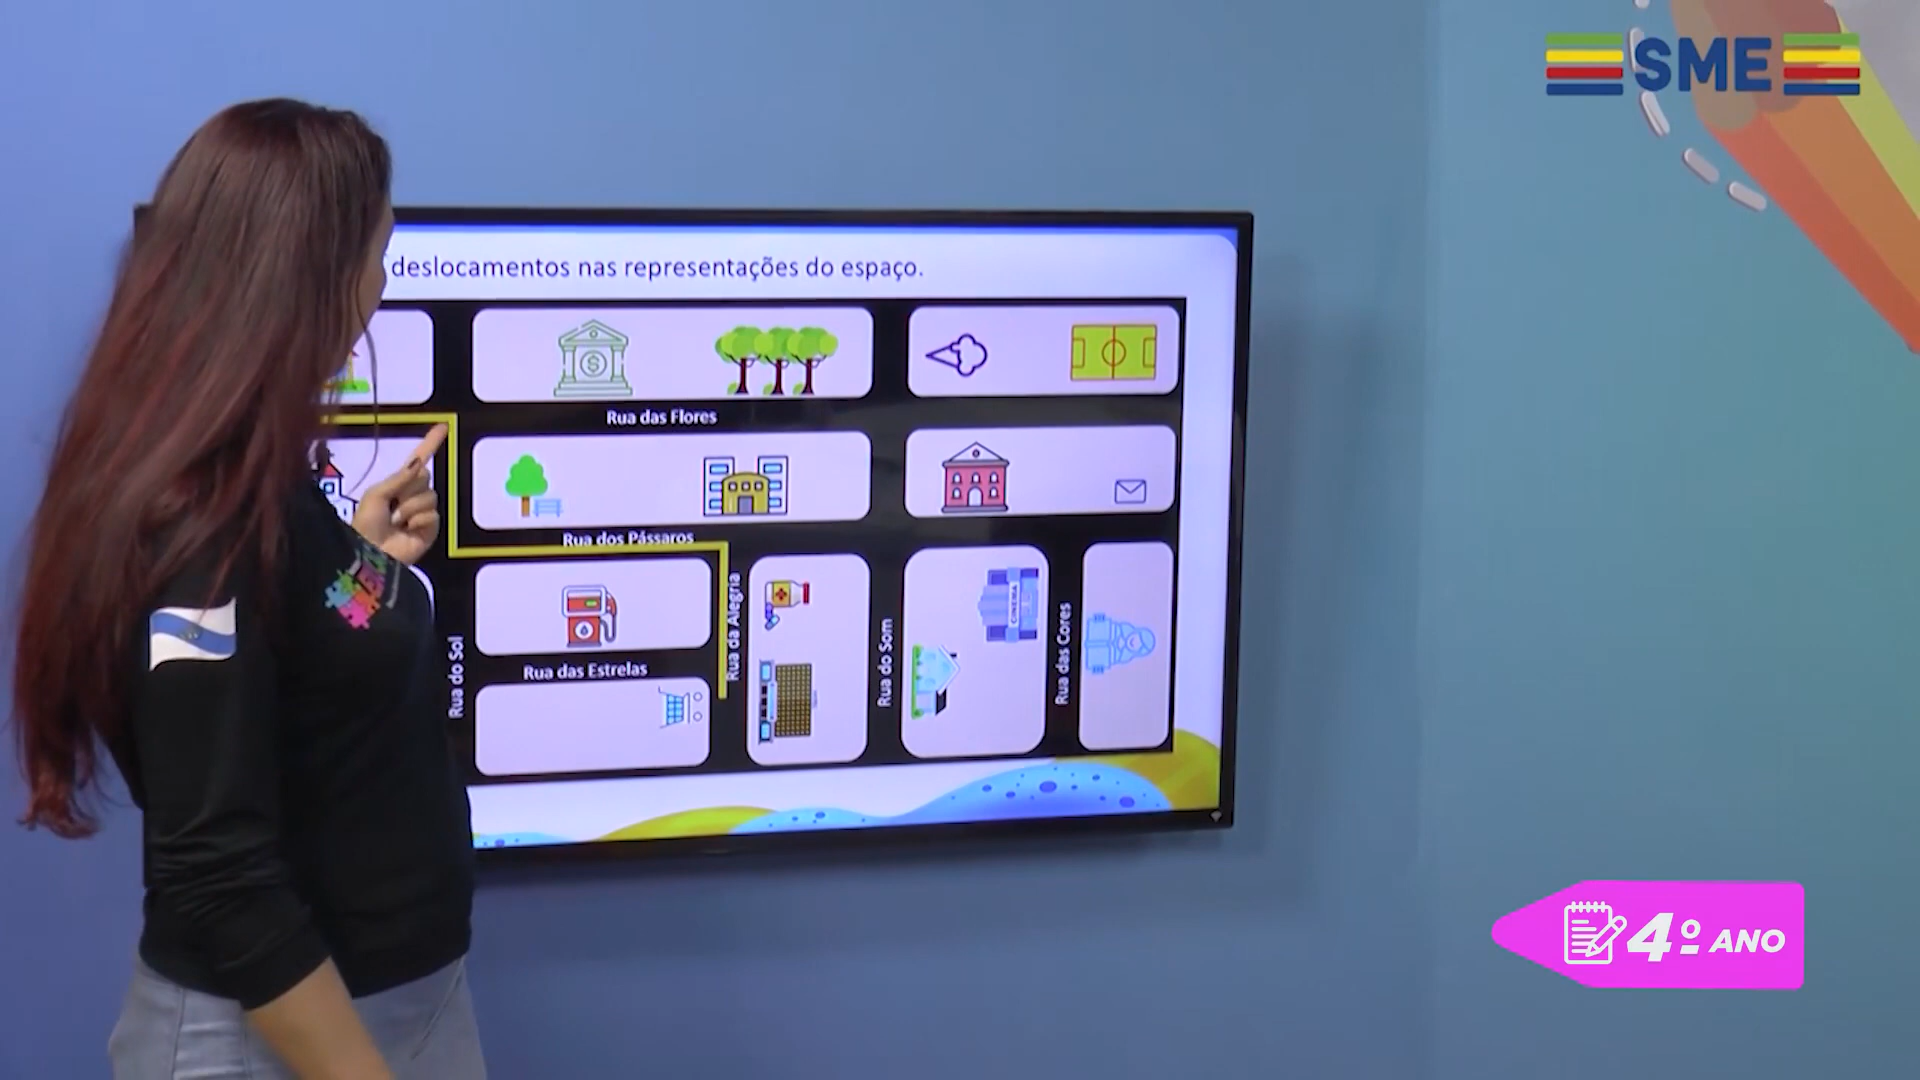 SME
deslocamentos nas representações do espaço.
$
Rua das Flores
Rua dos Pássaros
Rua da Alegria
Rua do Som
CINEMA
Rua das Cores
Rua do Sol
Rua das Estrelas
4º ANO